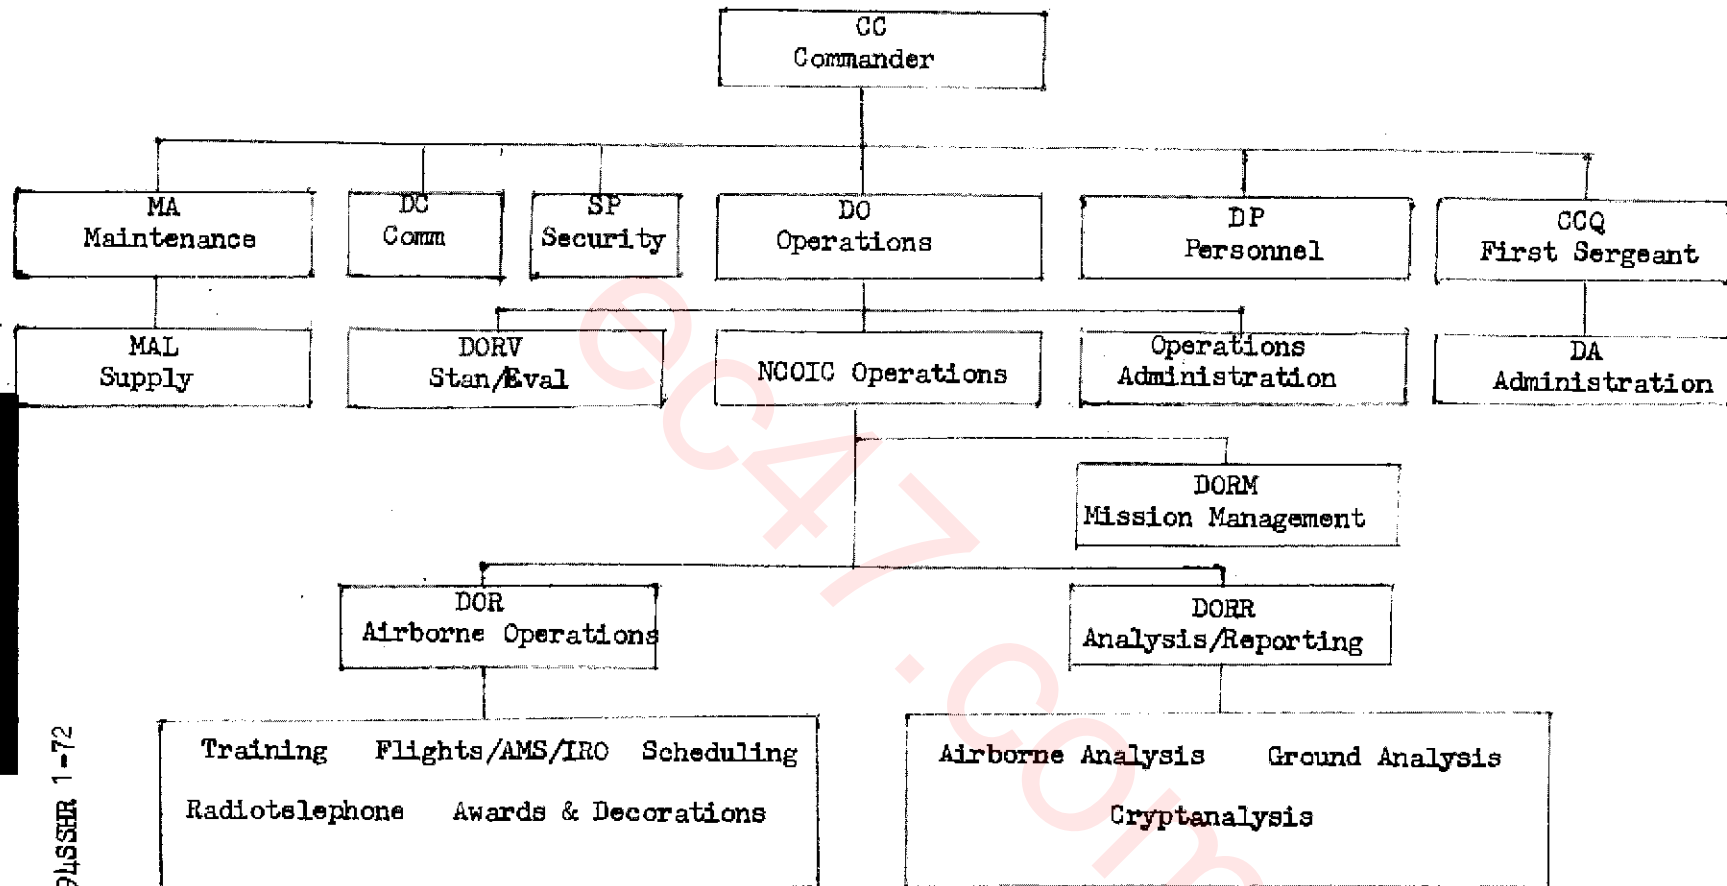 CC
Commander
MA
Maintenance
DC
Comm
SP
Security
DO
Operations
DP
Personnel
CCQ
First Sergeant
MAL
Supply
DORV
Stan/Eval
NCOIC Operations
Operations
Administration
DA
Administration
DORM
Mission Management
DOR
Airborne Operations
DORR
Analysis/Reporting
Training Flights/AMS/IRO Scheduling
Radiotelephone Awards & Decorations
Airborne Analysis Ground Analysis
Cryptanalysis
94SSHR 1-72
ec47.com